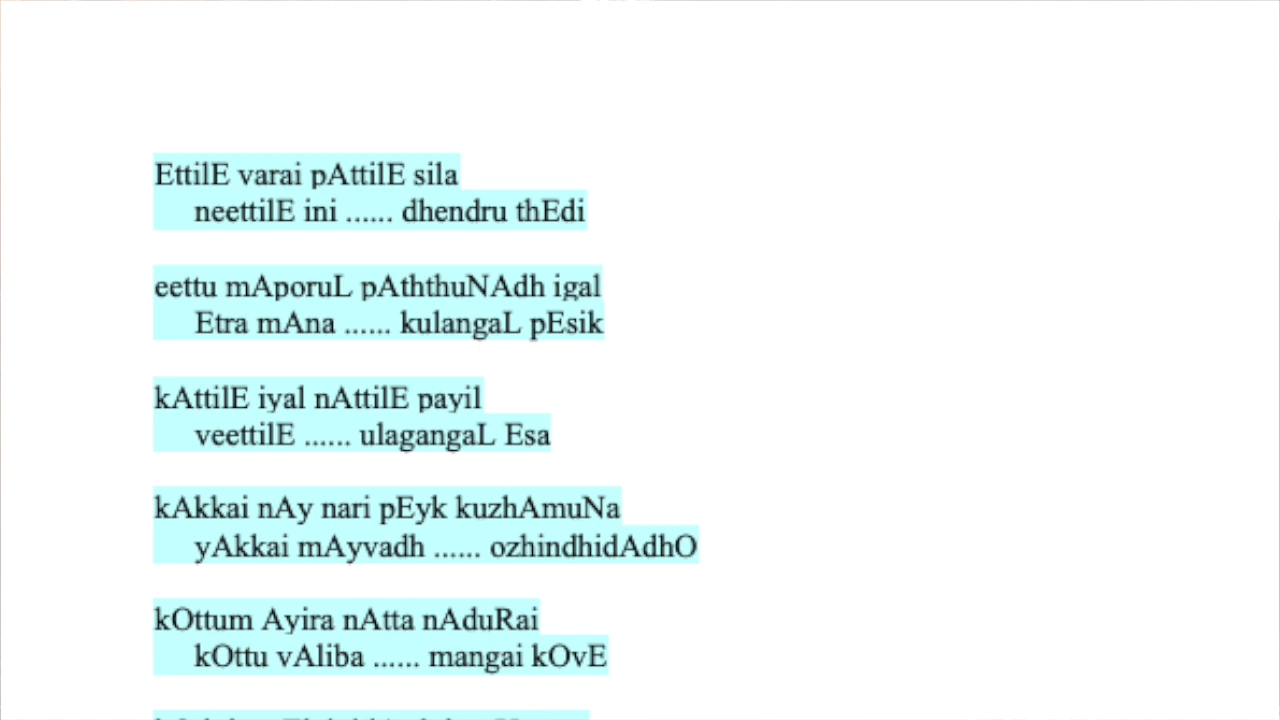 EttilE varai pAttilE sila
neettilE ini ...... dhendru thEdi
eettu mAporuL pAththuNAdh igal
Etra mAna ...... kulangaL pEsik
kAttilE iyal nAttilE payil
veettilE ...... ulagangaL Esa
kAkkai nAy nari pEyk kuzhAmuNa
yAkkai mAyvadh ...... ozhindhidAdhO
kOttum Ayira nAtta nAduRai
kOttu vAliba ...... mangai kOvE